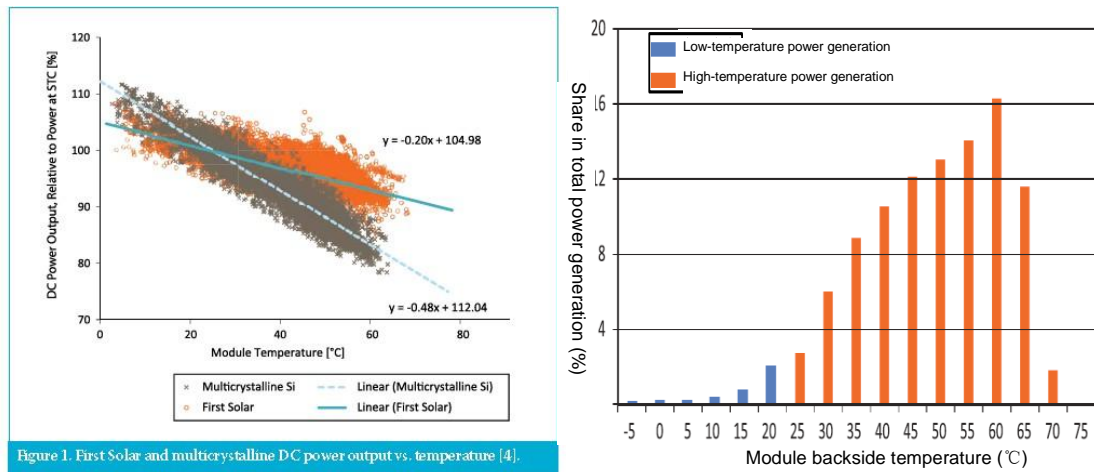 DC Power Output, Relative to Power at STC [%]
120
110
100
90
80
70
y = -0.20x + 104.98
y = -0.48x + 112.04
0 20 40 60 80
Module Temperature [°C]
× Multicrystalline Si Linear (Multicrystalline Si)
First Solar Linear (First Solar)
Figure 1. First Solar and multicrystalline DC power output vs. temperature [4].
Share in total power generation (%)
20
16
12
8
4
Low-temperature power generation
High-temperature power generation
-5 0 5 10 15 20 25 30 35 40 45 50 55 60 65 70 75
Module backside temperature (℃)